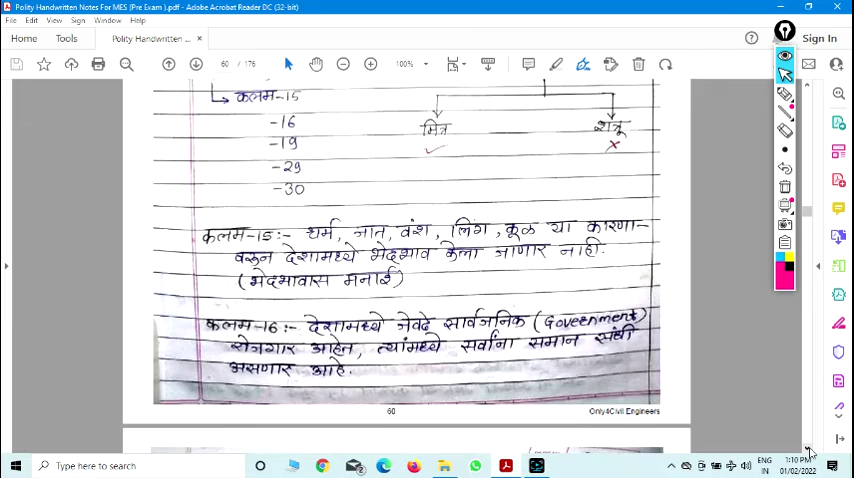 Polity Handwritten Notes For MES (Pre Exam ).pdf - Adobe Acrobat Reader DC (32-bit)
File Edit View Sign Window Help
Home Tools Polity Handwritten ... × Sign In
60 / 176 100%
कलम-15
-16
-19
-29
-30
मित्र शत्रू
कलम-15:- धर्म, जात, वंश, लिंग, कूळ या कारणा-
वरून देशामध्ये भेदभाव केला जाणार नाही.
(भेदभावास मनाई)
कलम-16:- देशामध्ये जेवढे सार्वजनिक (Government)
रोजगार आहेत, त्यांमध्ये सर्वांना समान संधी
असणार आहे.
60
Only4Civil Engineers
Type here to search
ENG
IN
1:10 PM
01/02/2022